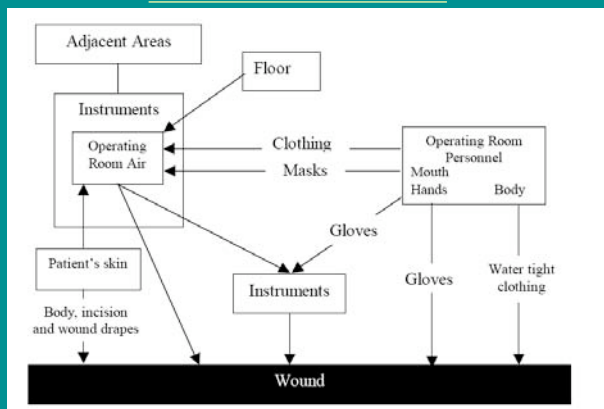 Adjacent Areas
Floor
Instruments
Operating
Room Air
Clothing
Masks
Operating Room
Personnel
Mouth
Hands Body
Gloves
Patient's skin
Instruments
Gloves
Water tight
clothing
Body, incision
and wound drapes
Wound